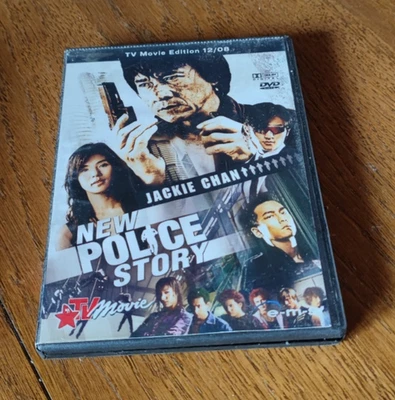 TV Movie Edition 12/08
DVD
JACKIE CHAN
NEW
POLICE
STORY
TV Movie